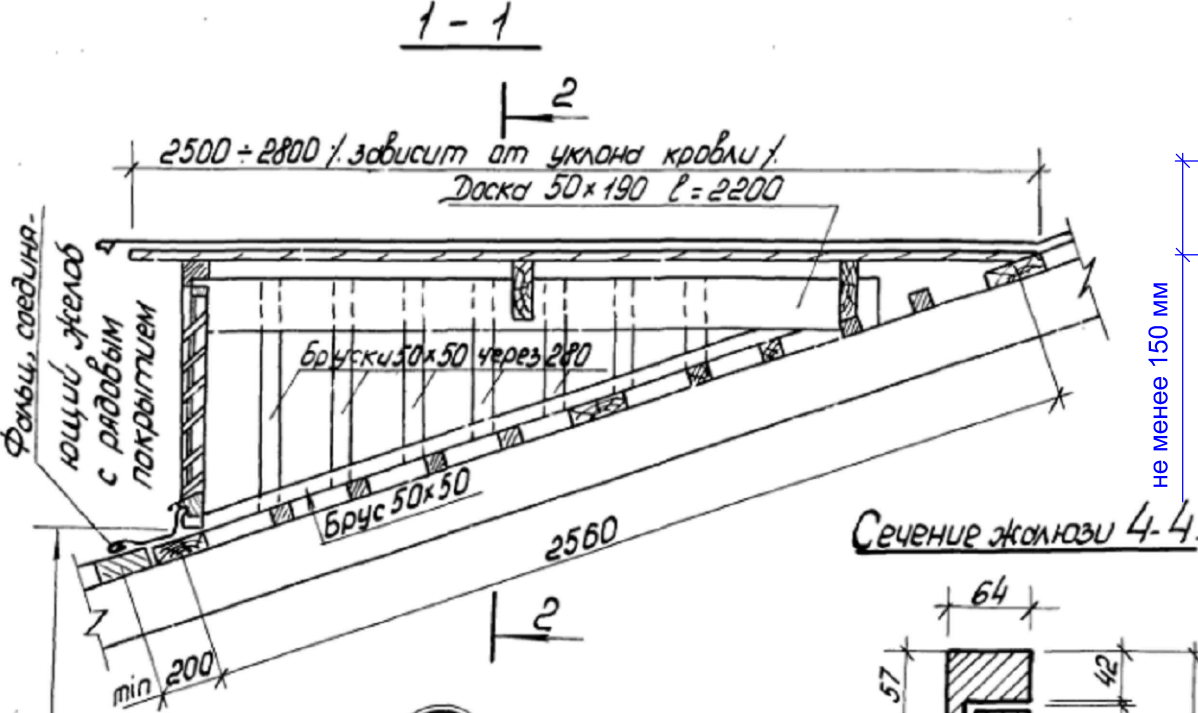 1 - 1
2
2500÷2800 /. зависит от уклона кровли /.
Доска 50×190 ℓ=2200
Фальц, соединя-
ющий желоб
с рядовым
покрытием
Бруски 50×50 через 280
Брус 50×50
2560
min 200
2
не менее 150 мм
Сечение жалюзи 4-4.
64
57
42